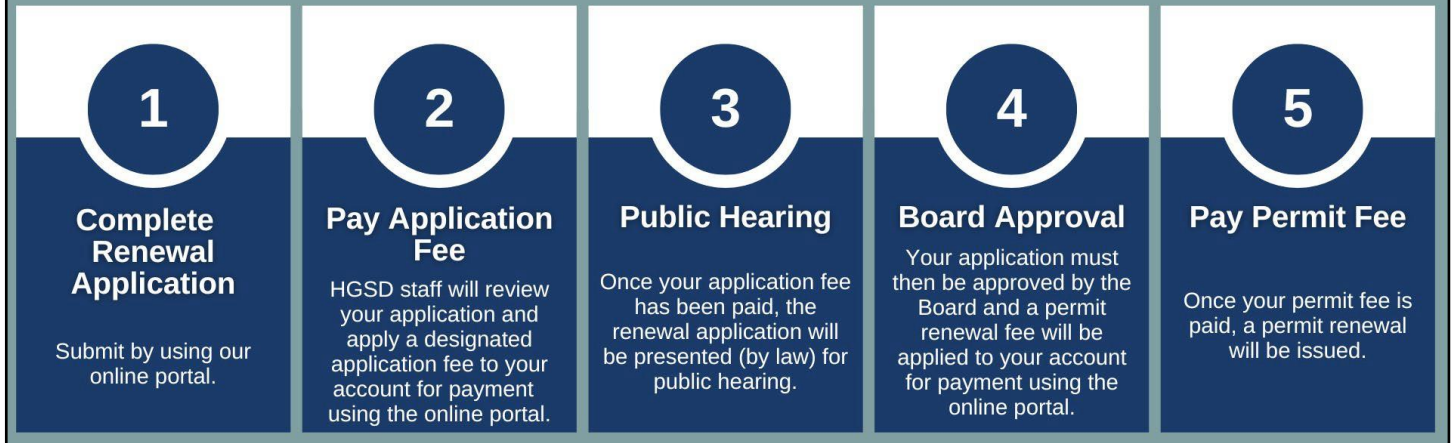 1
Complete
Renewal
Application
Submit by using our
online portal.
2
Pay Application
Fee
HGSD staff will review
your application and
apply a designated
application fee to your
account for payment
using the online portal.
3
Public Hearing
Once your application fee
has been paid, the
renewal application will
be presented (by law) for
public hearing.
4
Board Approval
Your application must
then be approved by the
Board and a permit
renewal fee will be
applied to your account
for payment using the
online portal.
5
Pay Permit Fee
Once your permit fee is
paid, a permit renewal
will be issued.